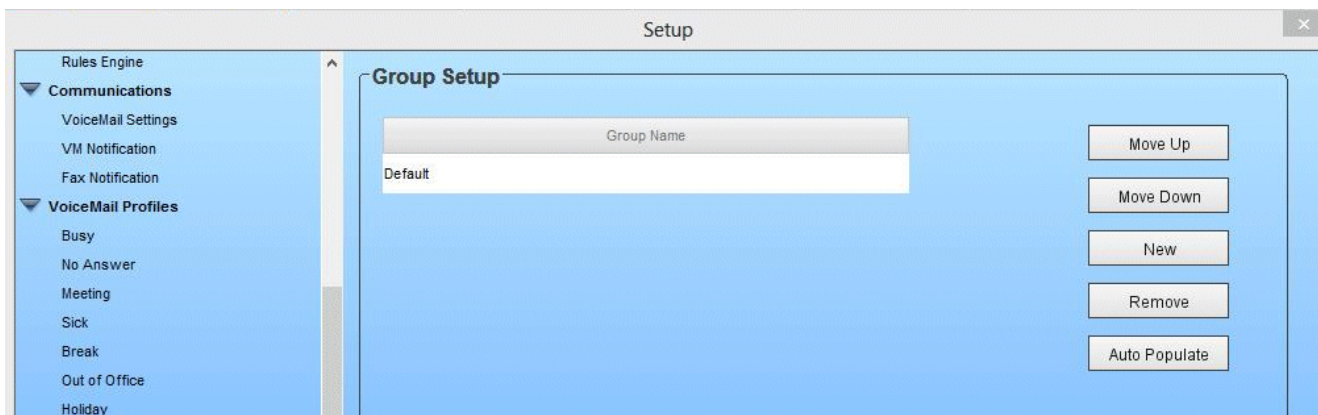 Setup
Rules Engine
Communications
VoiceMail Settings
VM Notification
Fax Notification
VoiceMail Profiles
Busy
No Answer
Meeting
Sick
Break
Out of Office
Holiday
Group Setup
Group Name
Default
Move Up
Move Down
New
Remove
Auto Populate